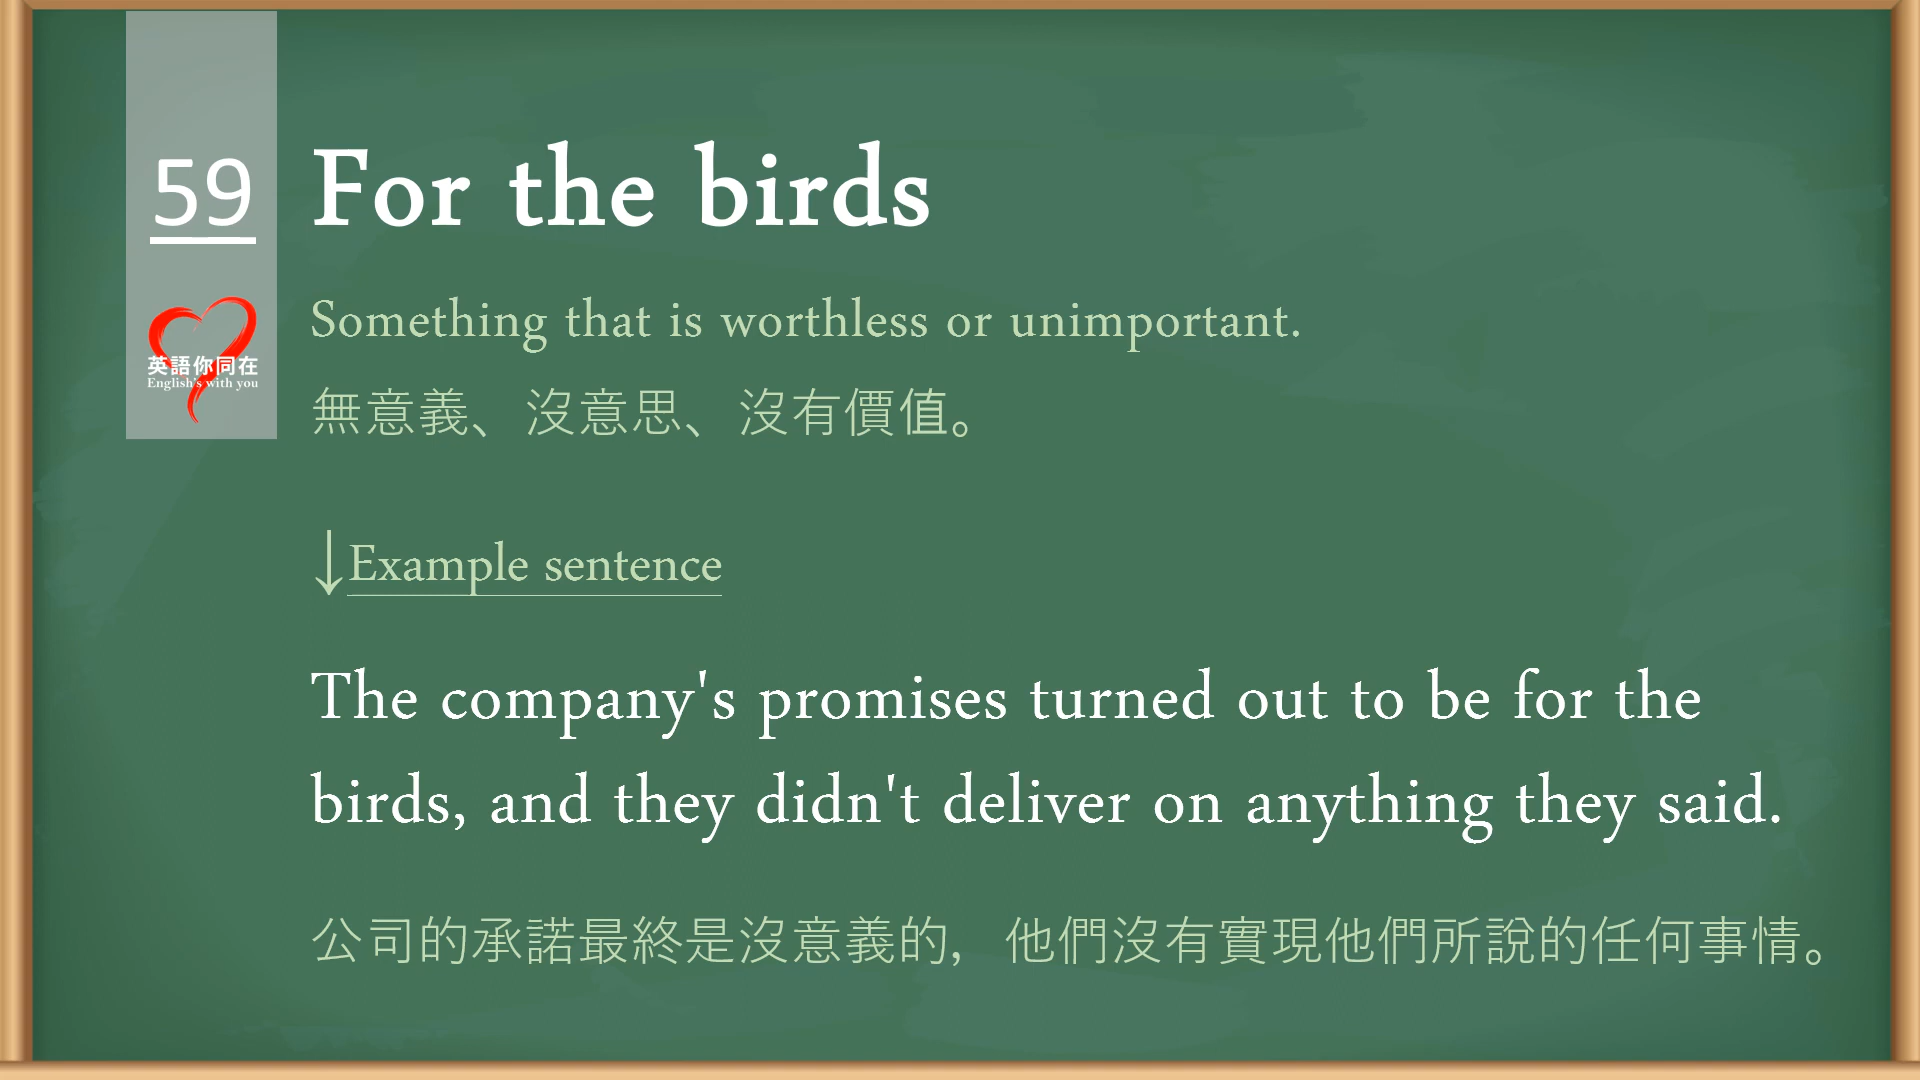 59
For the birds
英語你同在
English's with you
Something that is worthless or unimportant.
無意義、沒意思、沒有價值。
↓Example sentence
The company's promises turned out to be for the
birds, and they didn't deliver on anything they said.
公司的承諾最終是沒意義的, 他們沒有實現他們所說的任何事情。